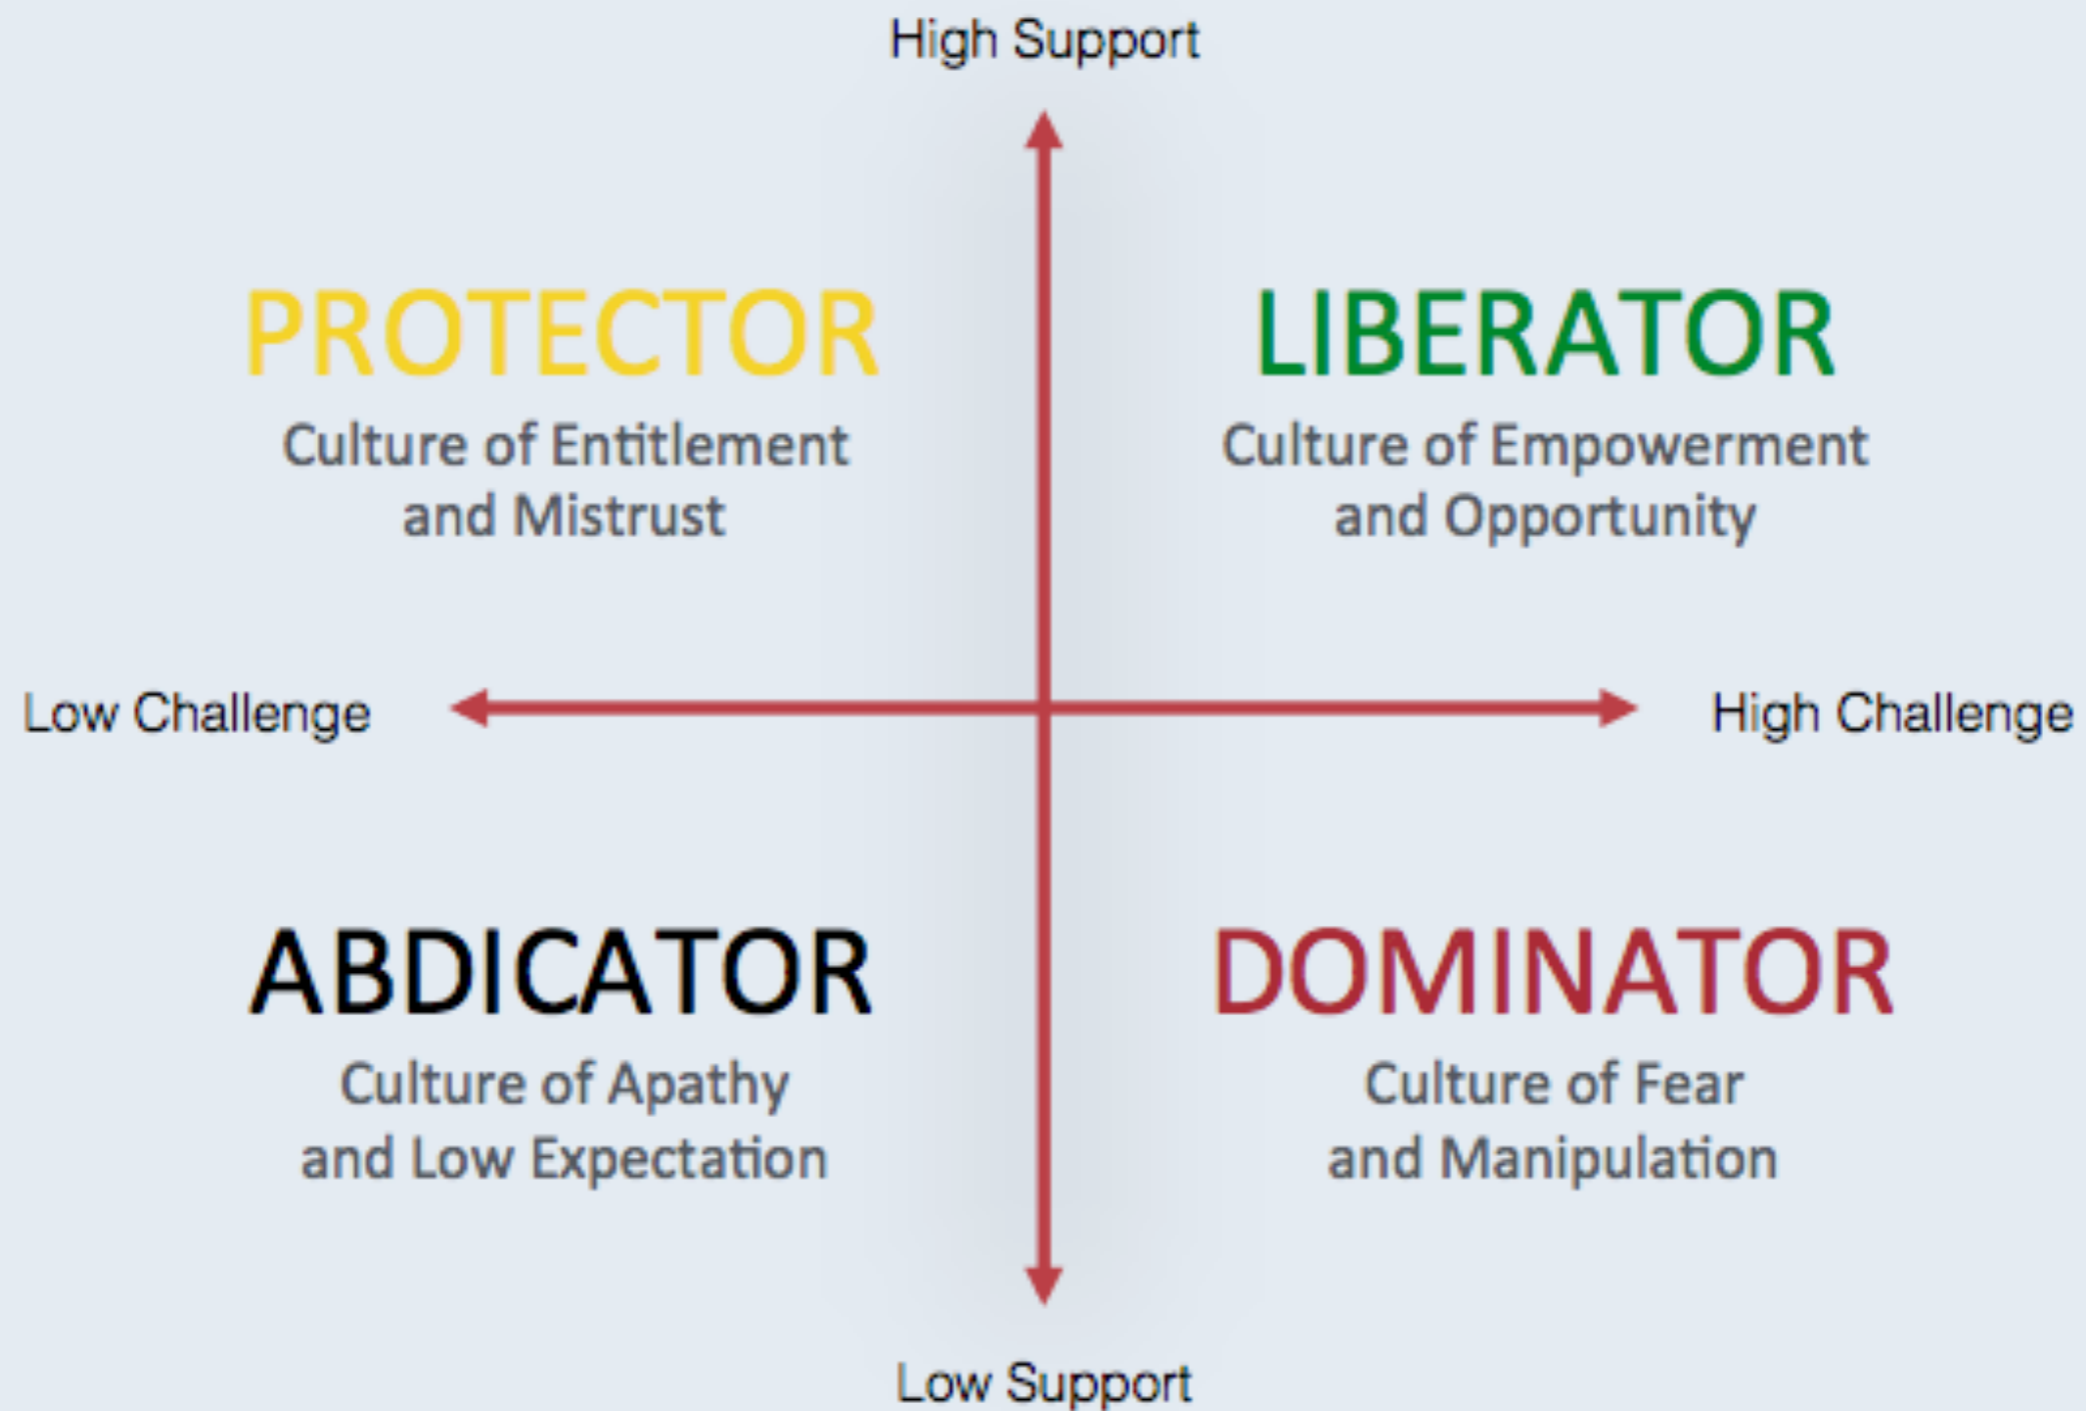 High Support
PROTECTOR
Culture of Entitlement
and Mistrust
LIBERATOR
Culture of Empowerment
and Opportunity
Low Challenge
High Challenge
ABDICATOR
Culture of Apathy
and Low Expectation
DOMINATOR
Culture of Fear
and Manipulation
Low Support